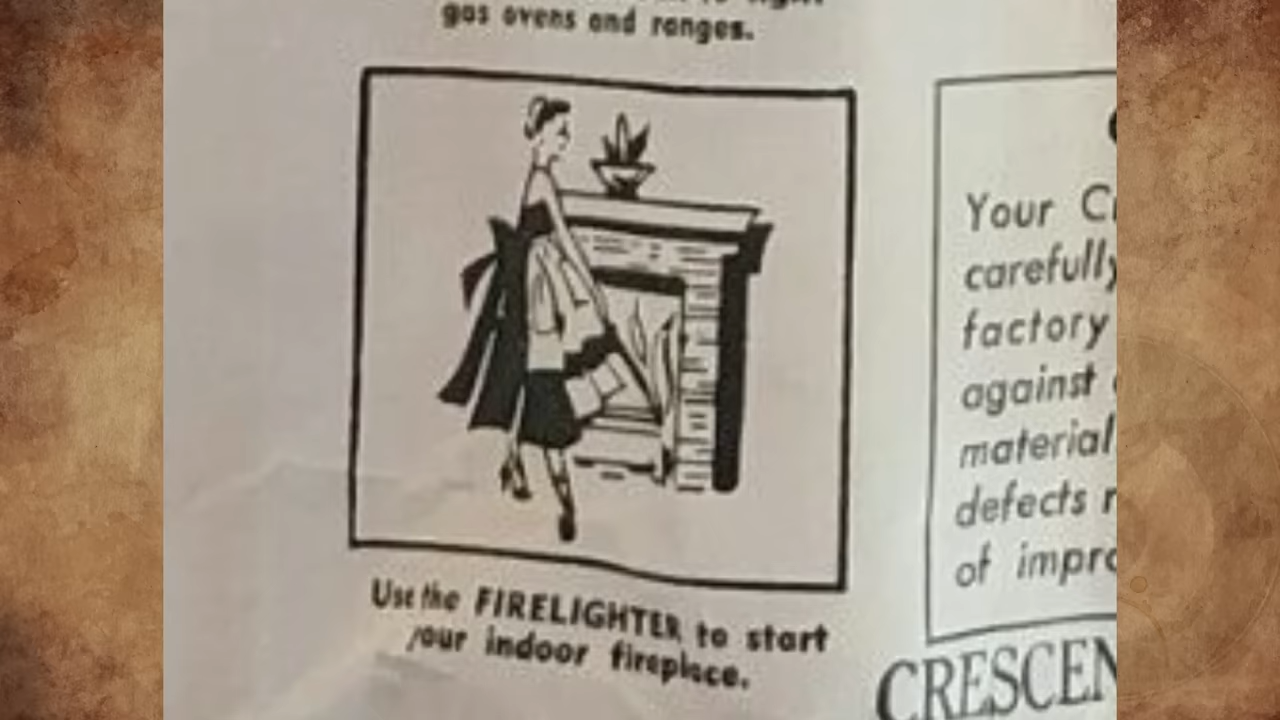 gas ovens and ranges.
Use the FIRELIGHTER to start
your indoor fireplace.
Your C
carefully
factory
against
material
defects
of impro
CRESCEN